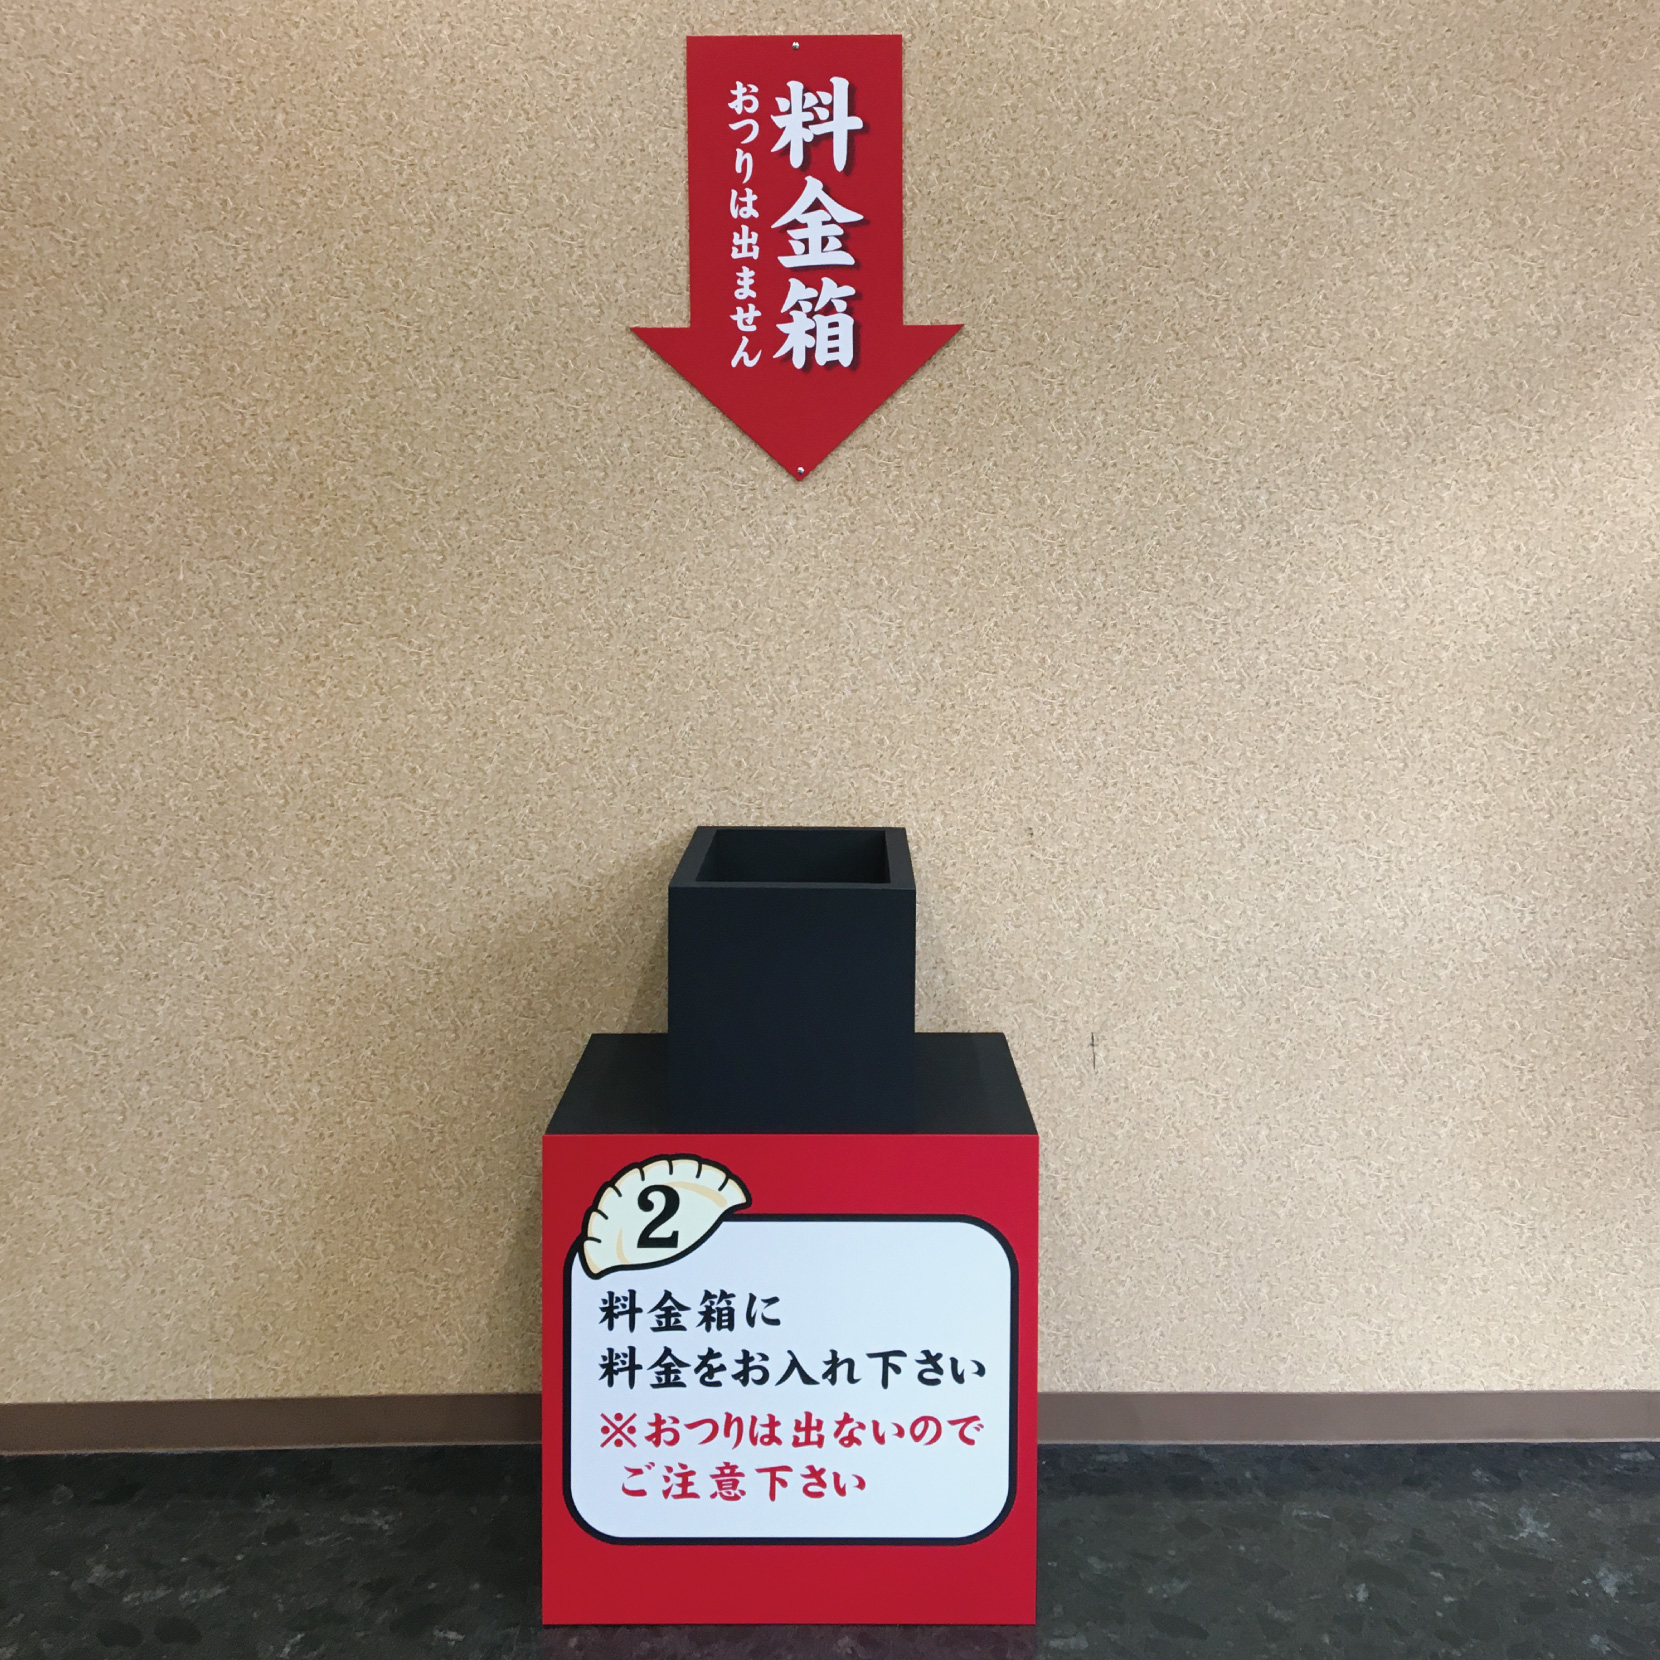 料金箱
おつりは出ません
2
料金箱に
料金をお入れ下さい
※おつりは出ないので
ご注意下さい